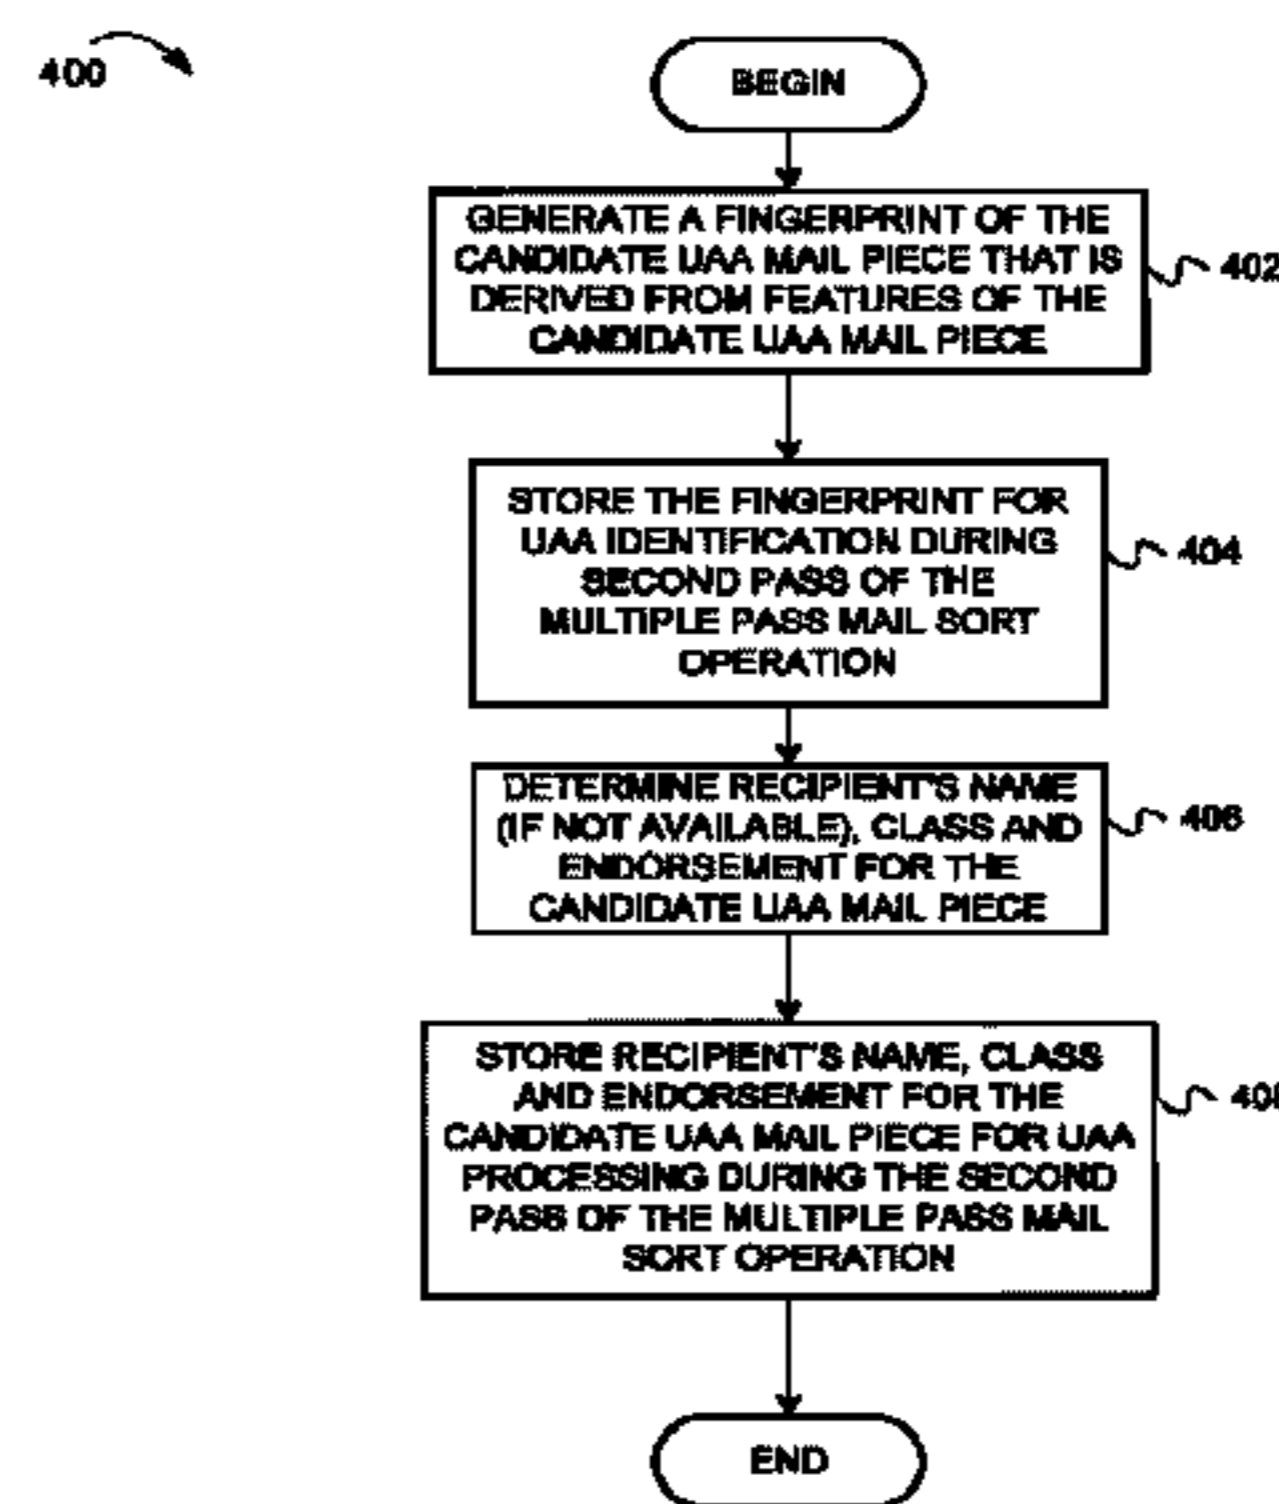 400
BEGIN
GENERATE A FINGERPRINT OF THE
CANDIDATE UAA MAIL PIECE THAT IS
DERIVED FROM FEATURES OF THE
CANDIDATE UAA MAIL PIECE
402
STORE THE FINGERPRINT FOR
UAA IDENTIFICATION DURING
SECOND PASS OF THE
MULTIPLE PASS MAIL SORT
OPERATION
404
DETERMINE RECIPIENT'S NAME
(IF NOT AVAILABLE), CLASS AND
ENDORSEMENT FOR THE
CANDIDATE UAA MAIL PIECE
406
STORE RECIPIENT'S NAME, CLASS
AND ENDORSEMENT FOR THE
CANDIDATE UAA MAIL PIECE FOR UAA
PROCESSING DURING THE SECOND
PASS OF THE MULTIPLE PASS MAIL
SORT OPERATION
408
END